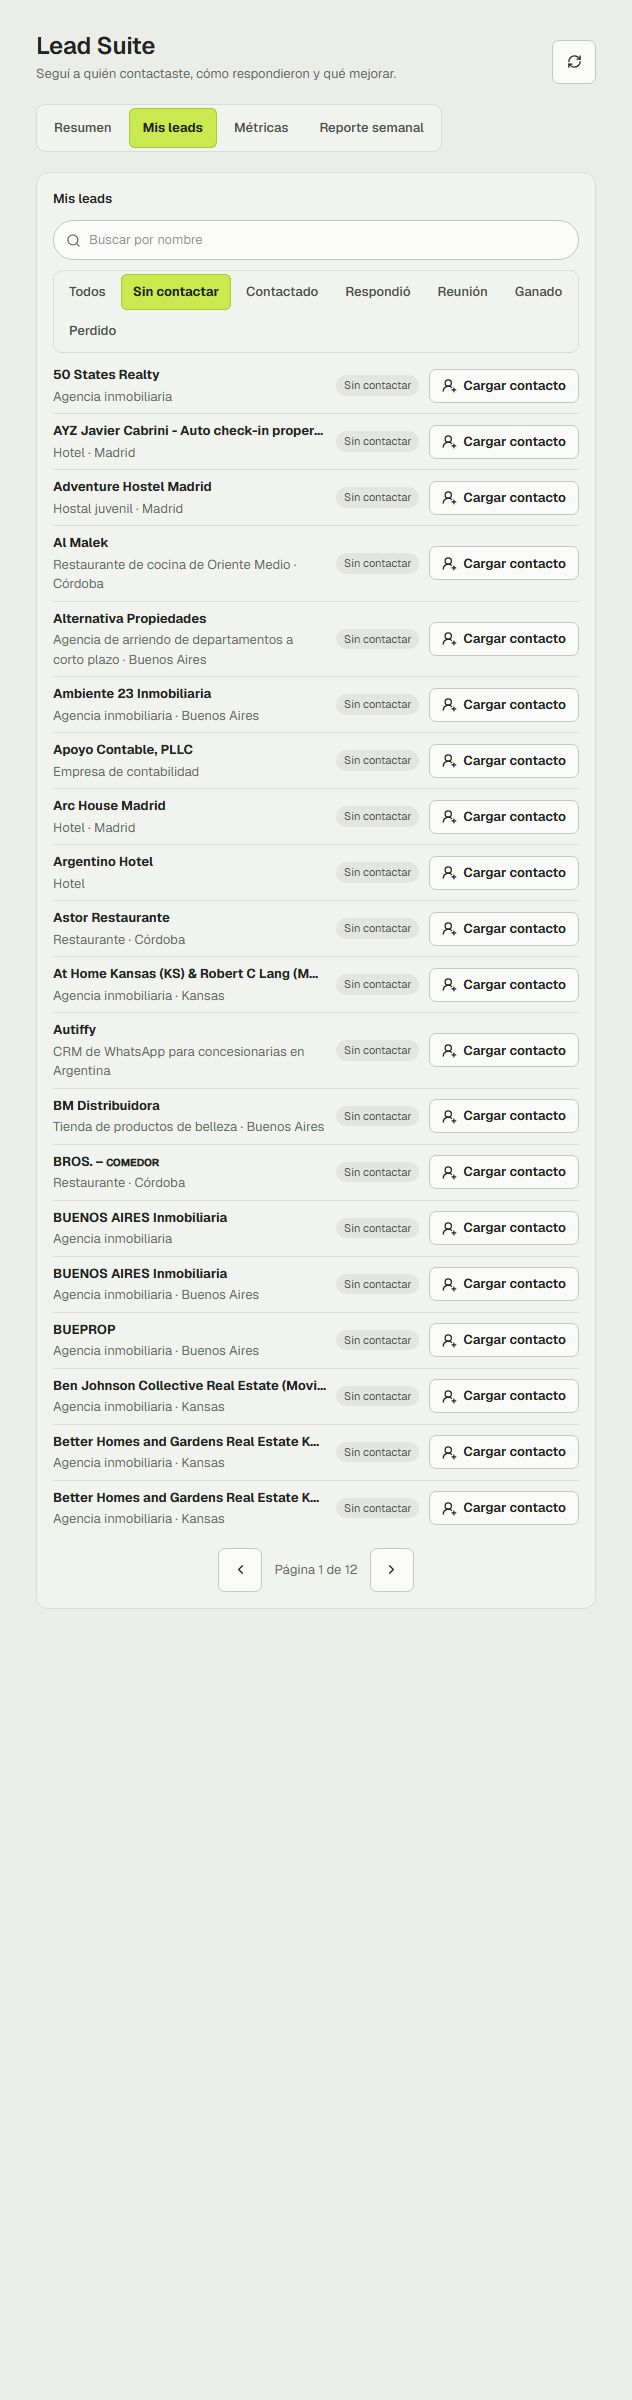 Lead Suite
Seguí a quién contactaste, cómo respondieron y qué mejorar.
Resumen
Mis leads
Métricas
Reporte semanal
Mis leads
Buscar por nombre
Todos
Sin contactar
Contactado
Respondió
Reunión
Ganado
Perdido
50 States Realty
Agencia inmobiliaria
Sin contactar
Cargar contacto
AYZ Javier Cabrini - Auto check-in proper...
Hotel · Madrid
Sin contactar
Cargar contacto
Adventure Hostel Madrid
Hostal juvenil · Madrid
Sin contactar
Cargar contacto
Al Malek
Restaurante de cocina de Oriente Medio ·
Córdoba
Sin contactar
Cargar contacto
Alternativa Propiedades
Agencia de arriendo de departamentos a
corto plazo · Buenos Aires
Sin contactar
Cargar contacto
Ambiente 23 Inmobiliaria
Agencia inmobiliaria · Buenos Aires
Sin contactar
Cargar contacto
Apoyo Contable, PLLC
Empresa de contabilidad
Sin contactar
Cargar contacto
Arc House Madrid
Hotel · Madrid
Sin contactar
Cargar contacto
Argentino Hotel
Hotel
Sin contactar
Cargar contacto
Astor Restaurante
Restaurante · Córdoba
Sin contactar
Cargar contacto
At Home Kansas (KS) & Robert C Lang (M...
Agencia inmobiliaria · Kansas
Sin contactar
Cargar contacto
Autiffy
CRM de WhatsApp para concesionarias en
Argentina
Sin contactar
Cargar contacto
BM Distribuidora
Tienda de productos de belleza · Buenos Aires
Sin contactar
Cargar contacto
BROS. – ᴄᴏᴍᴇᴅᴏʀ
Restaurante · Córdoba
Sin contactar
Cargar contacto
BUENOS AIRES Inmobiliaria
Agencia inmobiliaria
Sin contactar
Cargar contacto
BUENOS AIRES Inmobiliaria
Agencia inmobiliaria · Buenos Aires
Sin contactar
Cargar contacto
BUEPROP
Agencia inmobiliaria · Buenos Aires
Sin contactar
Cargar contacto
Ben Johnson Collective Real Estate (Movi...
Agencia inmobiliaria · Kansas
Sin contactar
Cargar contacto
Better Homes and Gardens Real Estate K...
Agencia inmobiliaria · Kansas
Sin contactar
Cargar contacto
Better Homes and Gardens Real Estate K...
Agencia inmobiliaria · Kansas
Sin contactar
Cargar contacto
Página 1 de 12